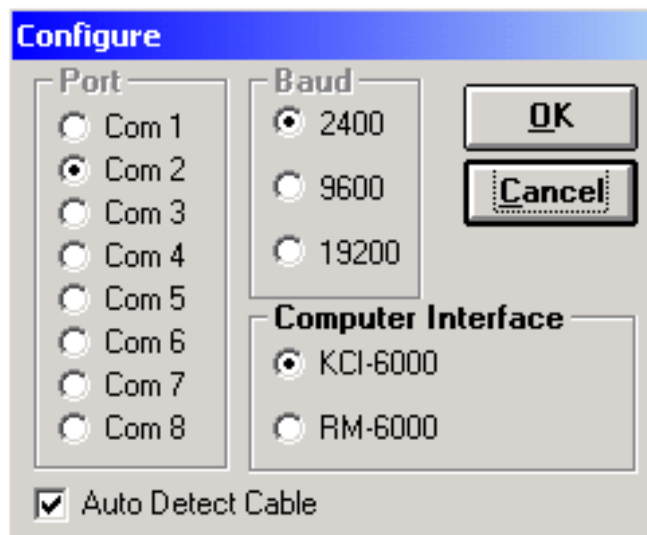 Configure
Port
Com 1
Com 2
Com 3
Com 4
Com 5
Com 6
Com 7
Com 8
Baud
2400
9600
19200
OK
Cancel
Computer Interface
KCI-6000
RM-6000
Auto Detect Cable